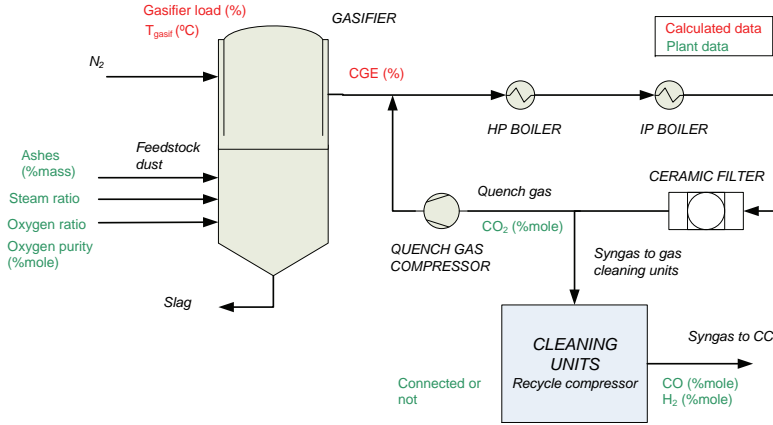 Gasifier load (%)
T_gasif (ºC)
GASIFIER
Calculated data
Plant data
N₂
CGE (%)
HP BOILER
IP BOILER
Ashes
(%mass)
Feedstock
dust
Steam ratio
Oxygen ratio
Oxygen purity
(%mole)
CERAMIC FILTER
Quench gas
CO₂ (%mole)
QUENCH GAS
COMPRESSOR
Syngas to gas
cleaning units
Slag
CLEANING
UNITS
Recycle compressor
Syngas to CC
Connected or
not
CO (%mole)
H₂ (%mole)